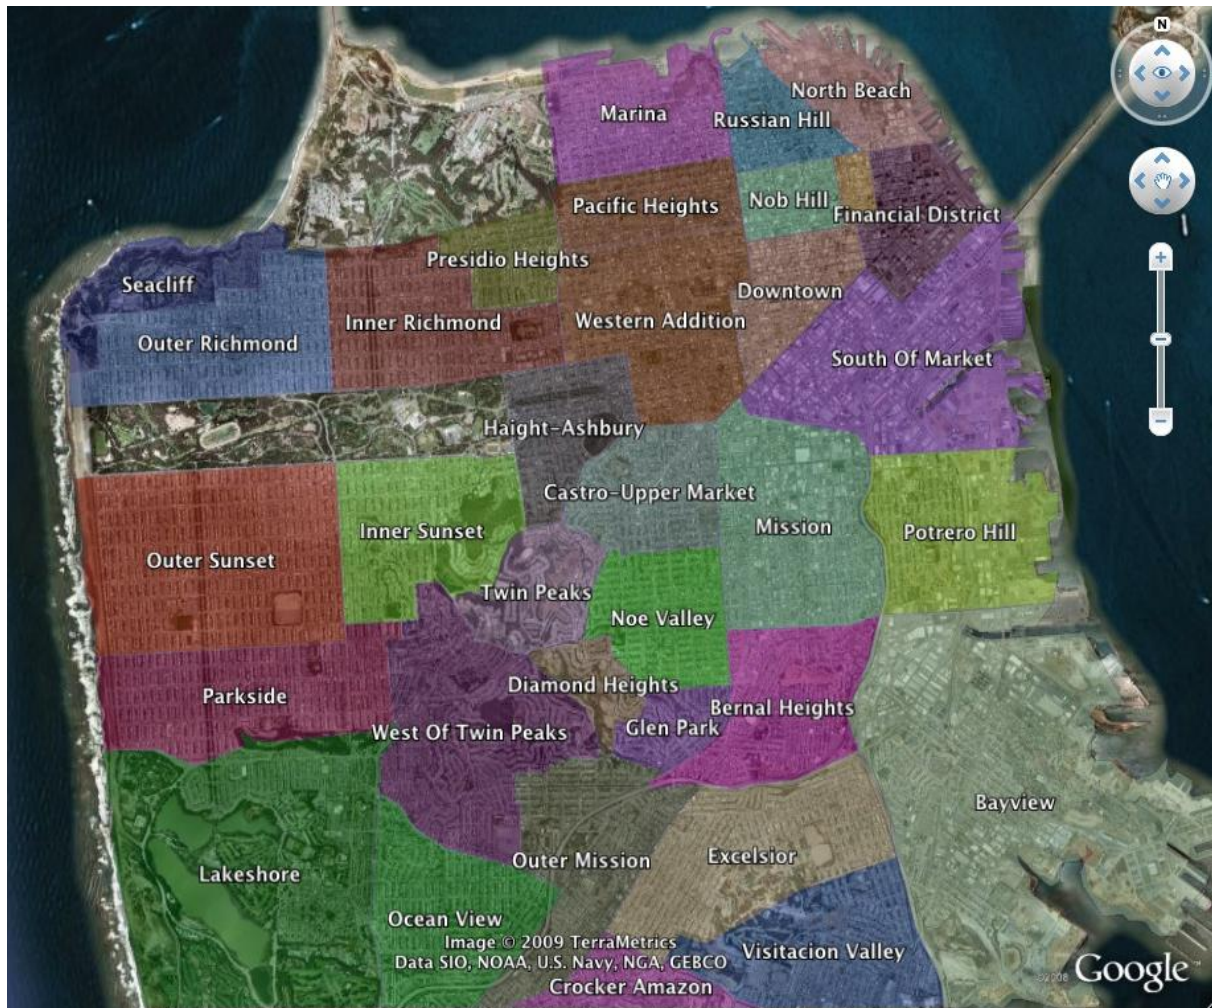 N
North Beach
Marina
Russian Hill
Nob Hill
Pacific Heights
Financial District
Presidio Heights
Seacliff
Downtown
Inner Richmond
Western Addition
Outer Richmond
South Of Market
Haight-Ashbury
Castro-Upper Market
Mission
Inner Sunset
Potrero Hill
Outer Sunset
Twin Peaks
Noe Valley
Diamond Heights
Parkside
Bernal Heights
Glen Park
West Of Twin Peaks
Bayview
Outer Mission
Excelsior
Lakeshore
Ocean View
Image © 2009 TerraMetrics
Visitacion Valley
Data SIO, NOAA, U.S. Navy, NGA, GEBCO
©2008 Google™
Crocker Amazon